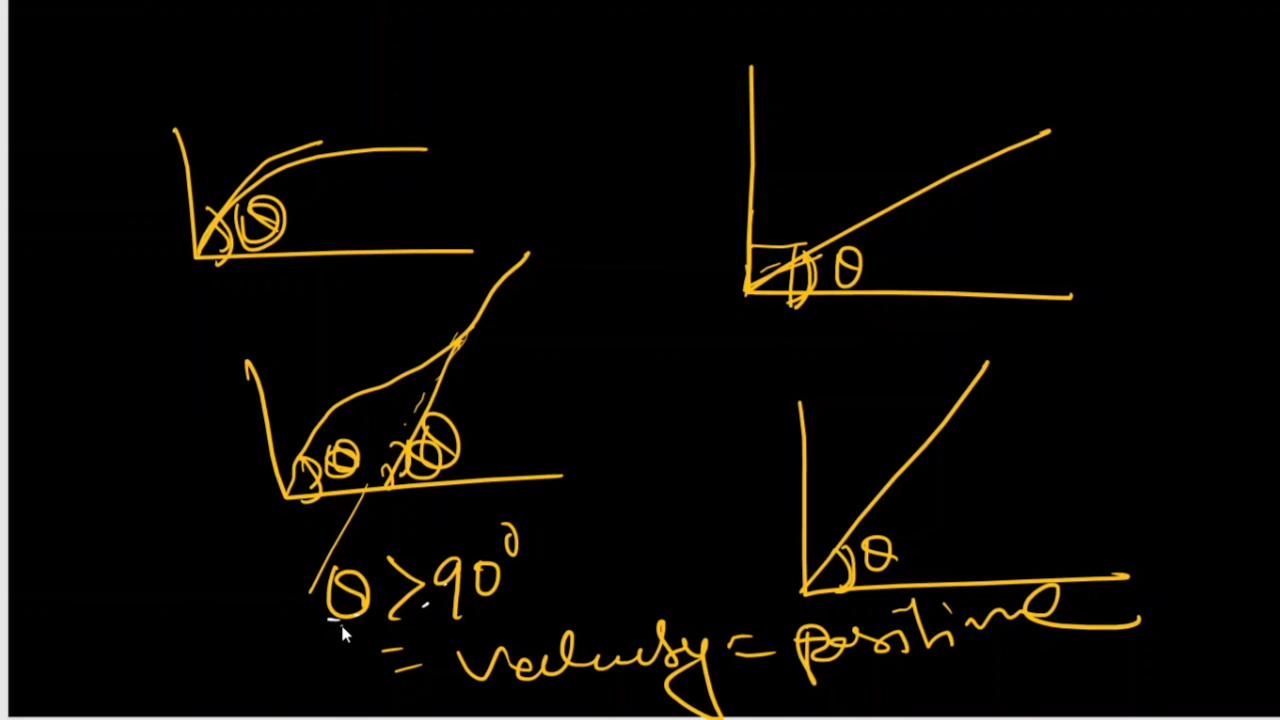 θ
θ
θ θ
θ
θ > 90°
= velocity = positive